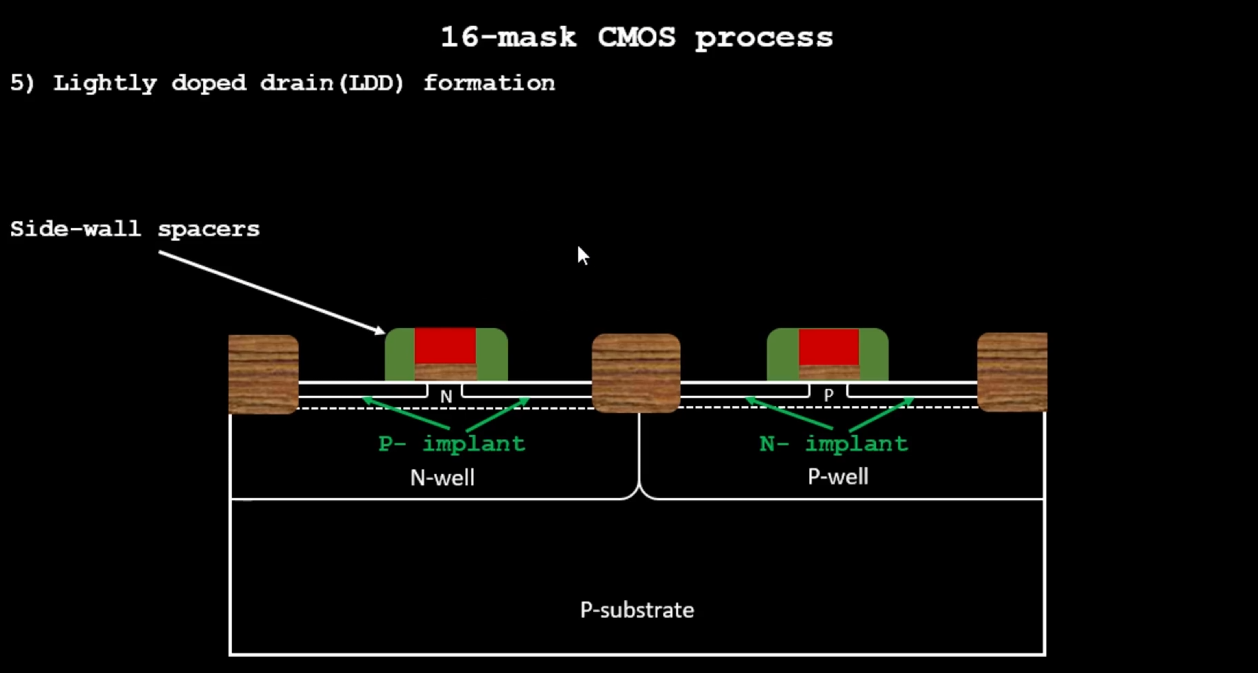 16-mask CMOS process
5) Lightly doped drain(LDD) formation
Side-wall spacers
N
P
P- implant
N- implant
N-well
P-well
P-substrate